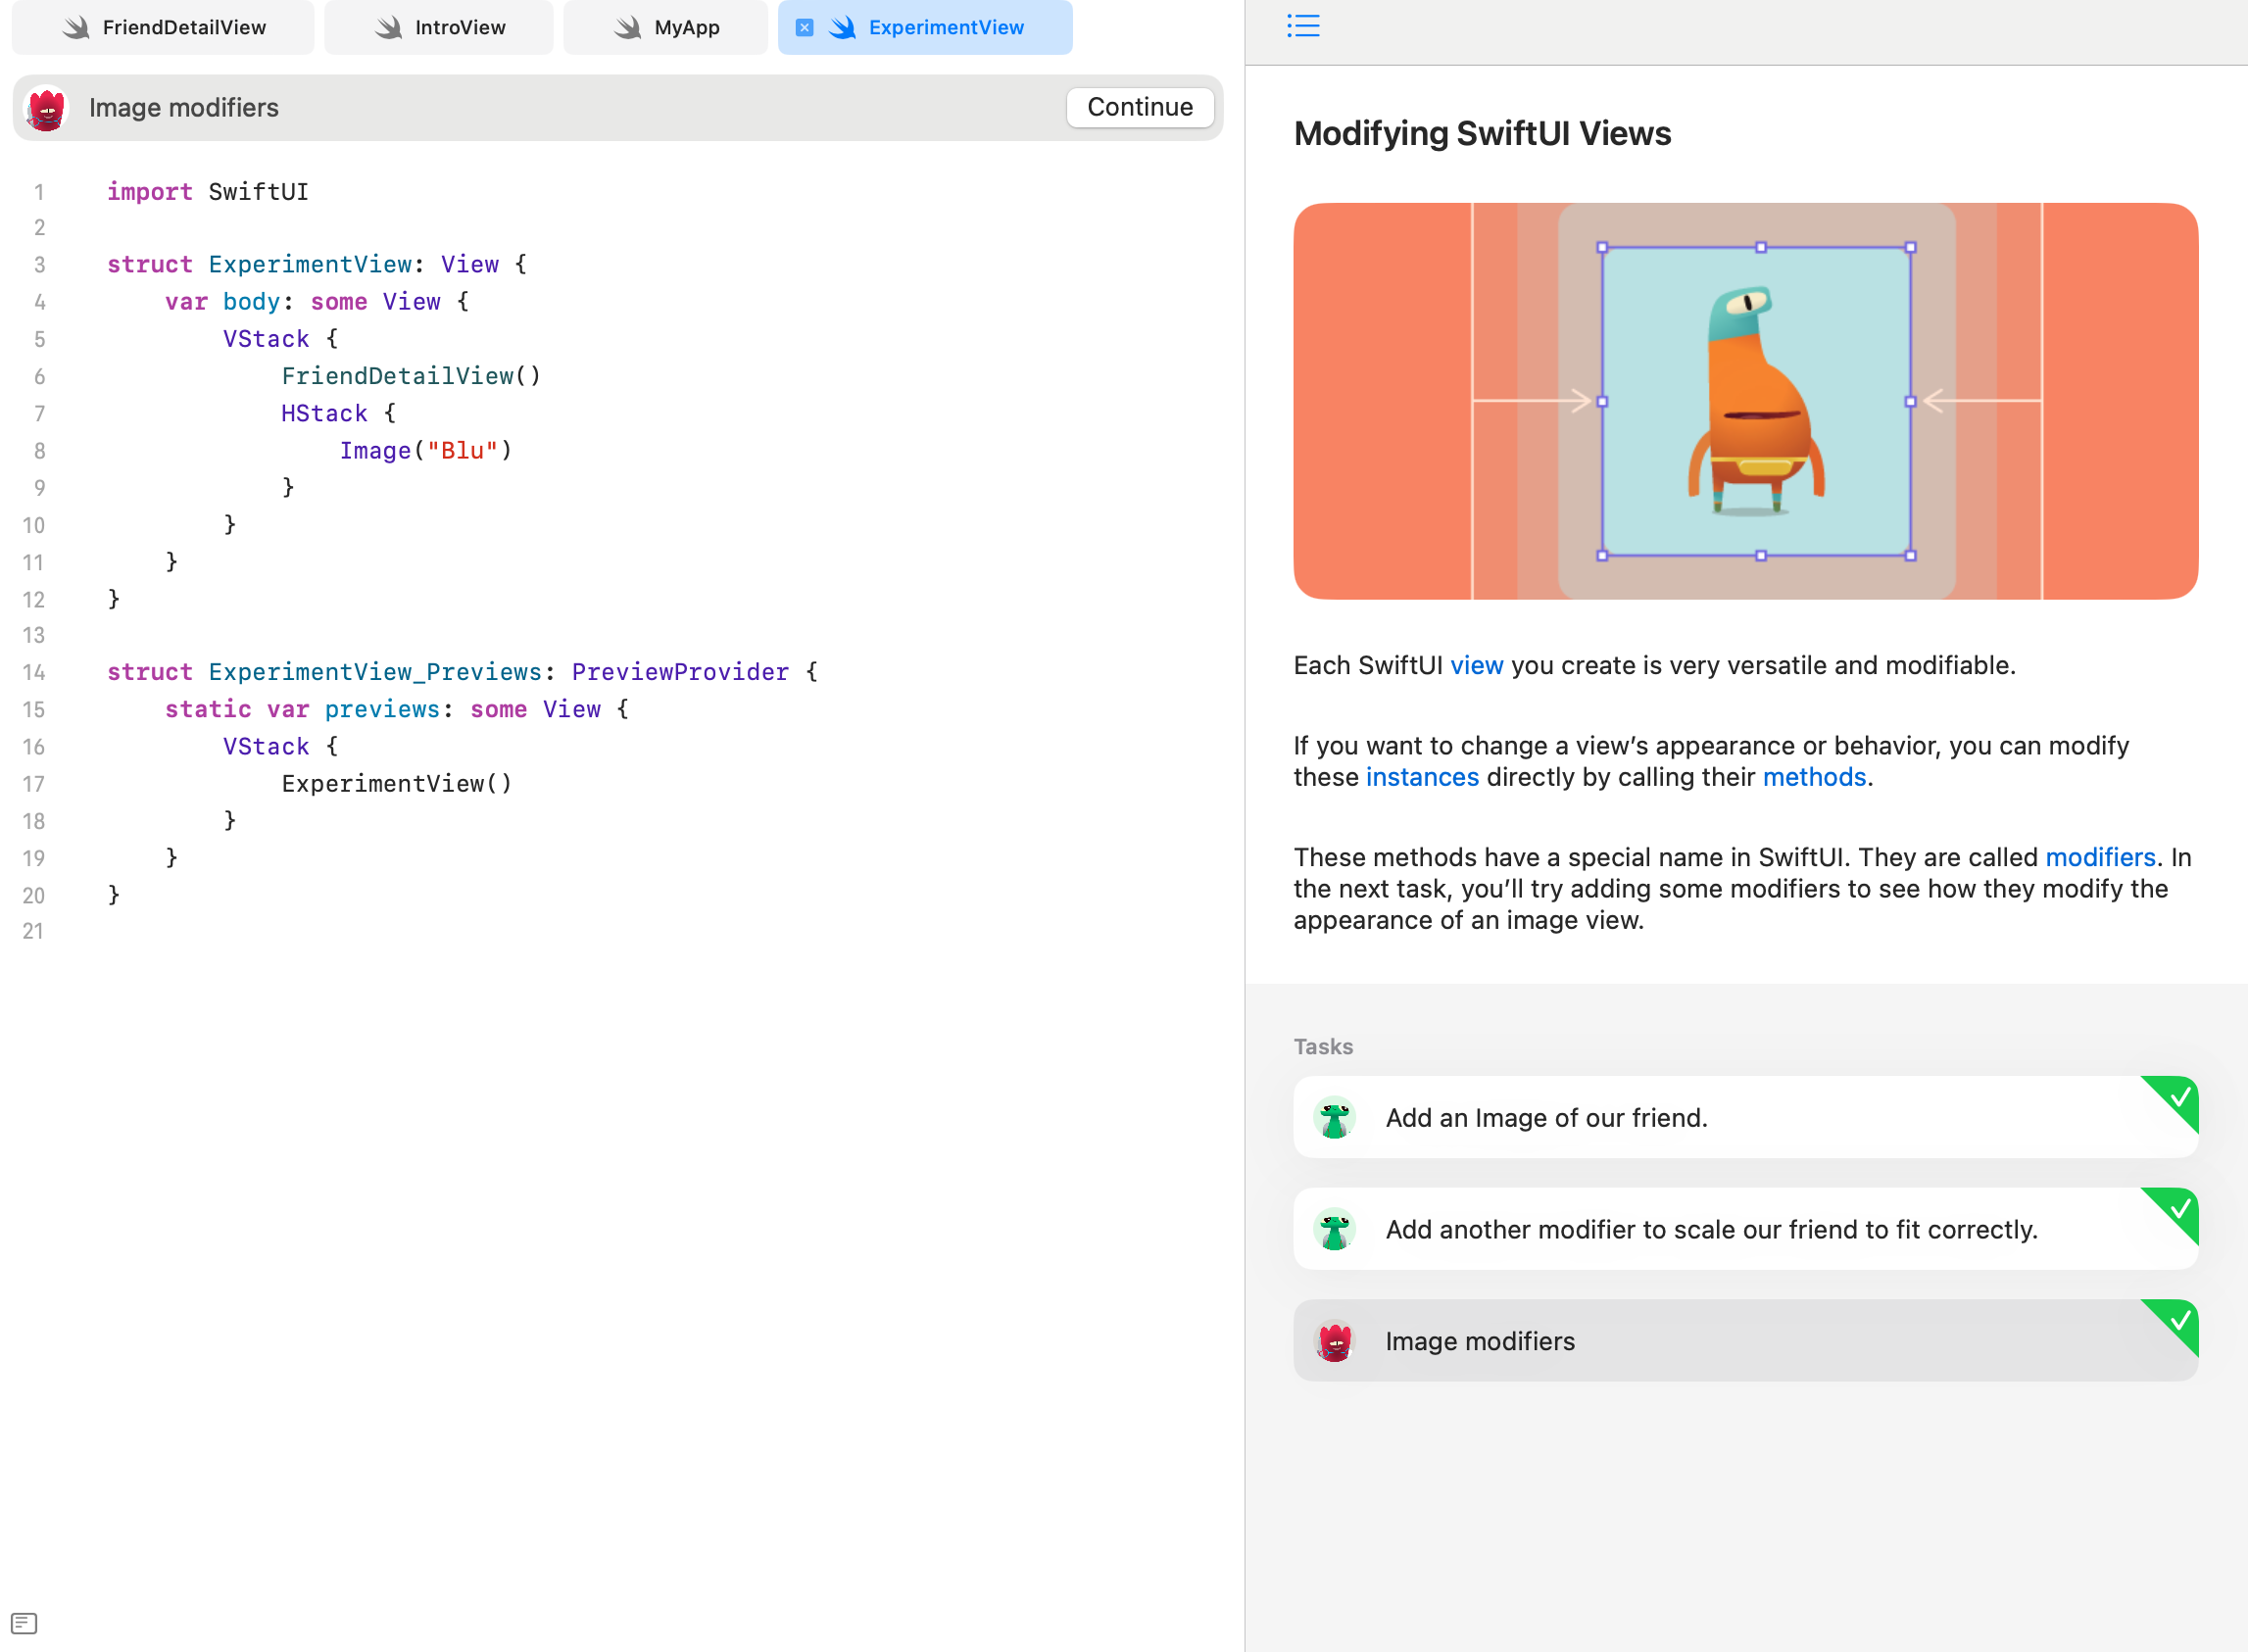 FriendDetailView
IntroView
MyApp
ExperimentView
Image modifiers
Continue
1 import SwiftUI
2
3 struct ExperimentView: View {
4     var body: some View {
5         VStack {
6             FriendDetailView()
7             HStack {
8                 Image("Blu")
9             }
10         }
11     }
12 }
13
14 struct ExperimentView_Previews: PreviewProvider {
15     static var previews: some View {
16         VStack {
17             ExperimentView()
18         }
19     }
20 }
21
Modifying SwiftUI Views
Each SwiftUI view you create is very versatile and modifiable.
If you want to change a view’s appearance or behavior, you can modify
these instances directly by calling their methods.
These methods have a special name in SwiftUI. They are called modifiers. In
the next task, you’ll try adding some modifiers to see how they modify the
appearance of an image view.
Tasks
Add an Image of our friend.
Add another modifier to scale our friend to fit correctly.
Image modifiers